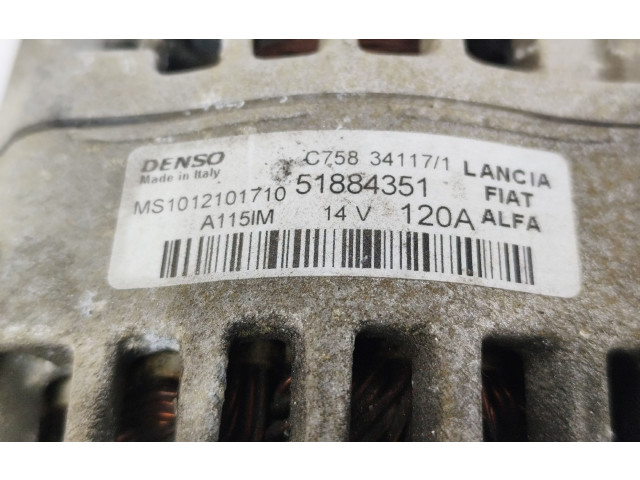 DENSO C758 34117/1 LANCIA
Made in Italy
MS1012101710 51884351 FIAT
A115IM 14 V 120A ALFA